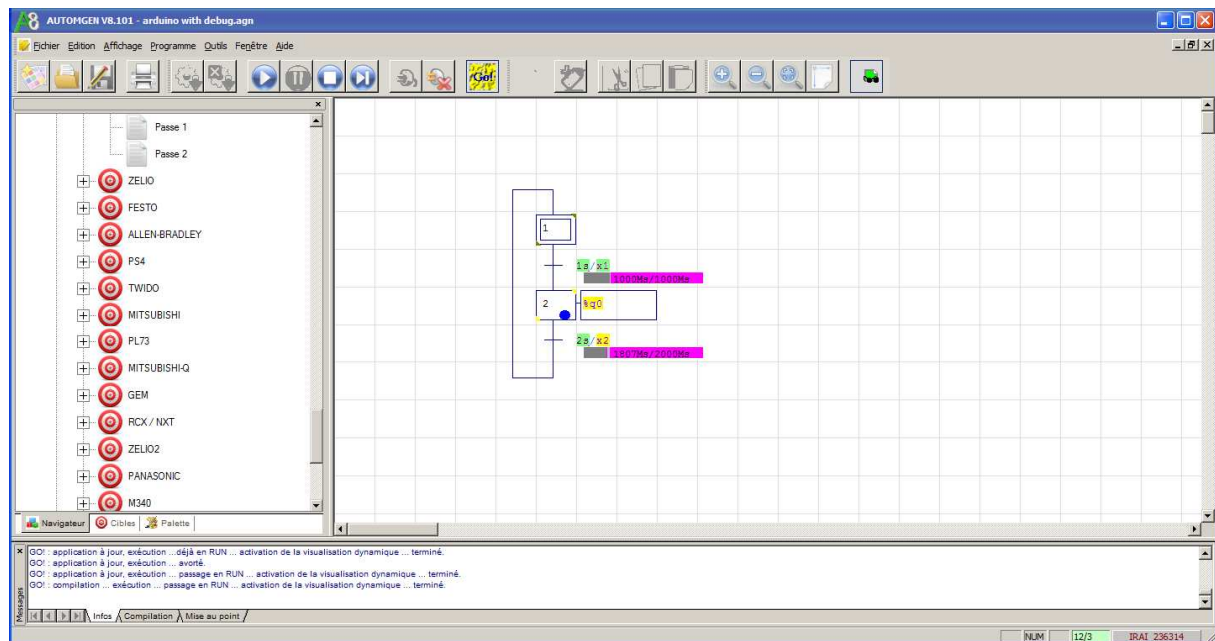 AUTOMGEN V8.101 - arduino with debug.agn
Fichier Edition Affichage Programme Outils Fenêtre Aide
Go!
Passe 1
Passe 2
ZELIO
FESTO
ALLEN-BRADLEY
PS4
TWIDO
MITSUBISHI
PL73
MITSUBISHI-Q
GEM
RCX / NXT
ZELIO2
PANASONIC
M340
Navigateur Cibles Palette
1
1s/x1
1000Ms/1000Ms
2 %q0
2s/x2
1807Ms/2000Ms
GO! : application à jour, exécution ...déjà en RUN ... activation de la visualisation dynamique ... terminé.
GO! : application à jour, exécution ... avorté.
GO! : application à jour, exécution ... passage en RUN ... activation de la visualisation dynamique ... terminé.
GO! : compilation ... exécution ... passage en RUN ... activation de la visualisation dynamique ... terminé.
Messages
Infos Compilation Mise au point
NUM 12/3 IRAI 236314